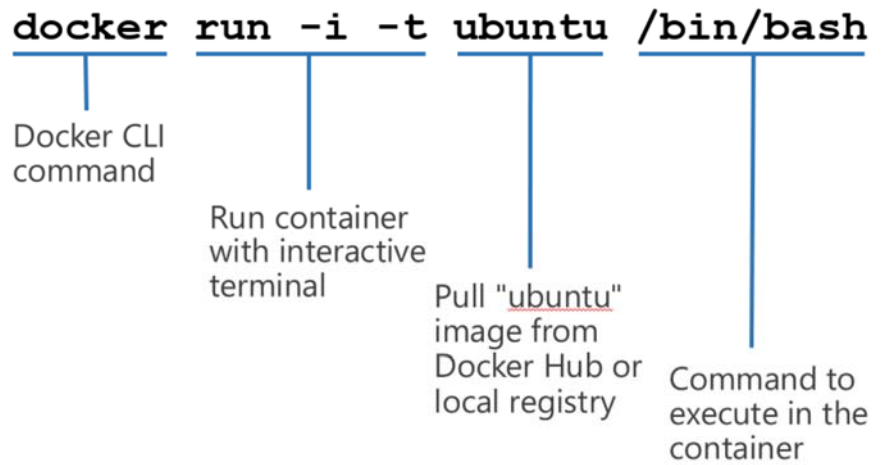 docker run -i -t ubuntu /bin/bash
Docker CLI
command
Run container
with interactive
terminal
Pull "ubuntu"
image from
Docker Hub or
local registry
Command to
execute in the
container